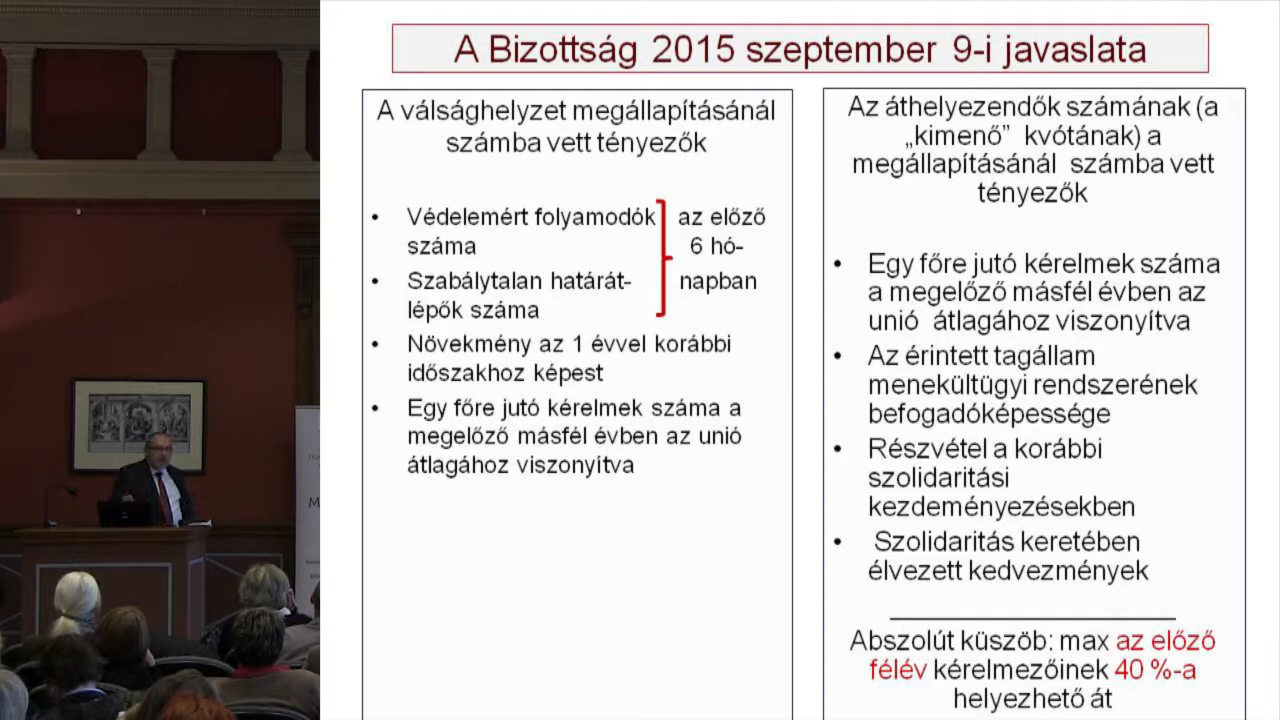 A Bizottság 2015 szeptember 9-i javaslata
A válsághelyzet megállapításánál
számba vett tényezők
• Védelemért folyamodók
száma
• Szabálytalan határát-
lépők száma
az előző
6 hó-
napban
• Növekmény az 1 évvel korábbi
időszakhoz képest
• Egy főre jutó kérelmek száma a
megelőző másfél évben az unió
átlagához viszonyítva
Az áthelyezendők számának (a
„kimenő” kvótának) a
megállapításánál számba vett
tényezők
• Egy főre jutó kérelmek száma
a megelőző másfél évben az
unió átlagához viszonyítva
• Az érintett tagállam
menekültügyi rendszerének
befogadóképessége
• Részvétel a korábbi
szolidaritási
kezdeményezésekben
• Szolidaritás keretében
élvezett kedvezmények
Abszolút küszöb: max az előző
félév kérelmezőinek 40 %-a
helyezhető át